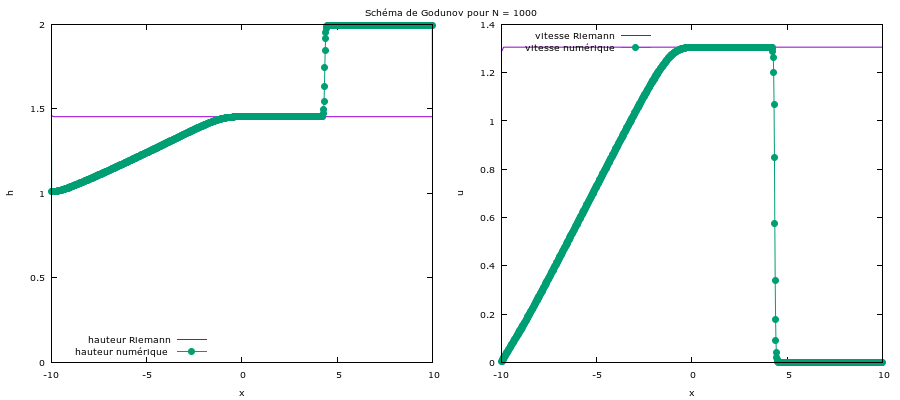 Schéma de Godunov pour N = 1000
2
1.5
1
0.5
0
-10
-5
0
5
10
h
x
hauteur Riemann
hauteur numérique
1.4
1.2
1
0.8
0.6
0.4
0.2
0
-10
-5
0
5
10
u
x
vitesse Riemann
vitesse numérique